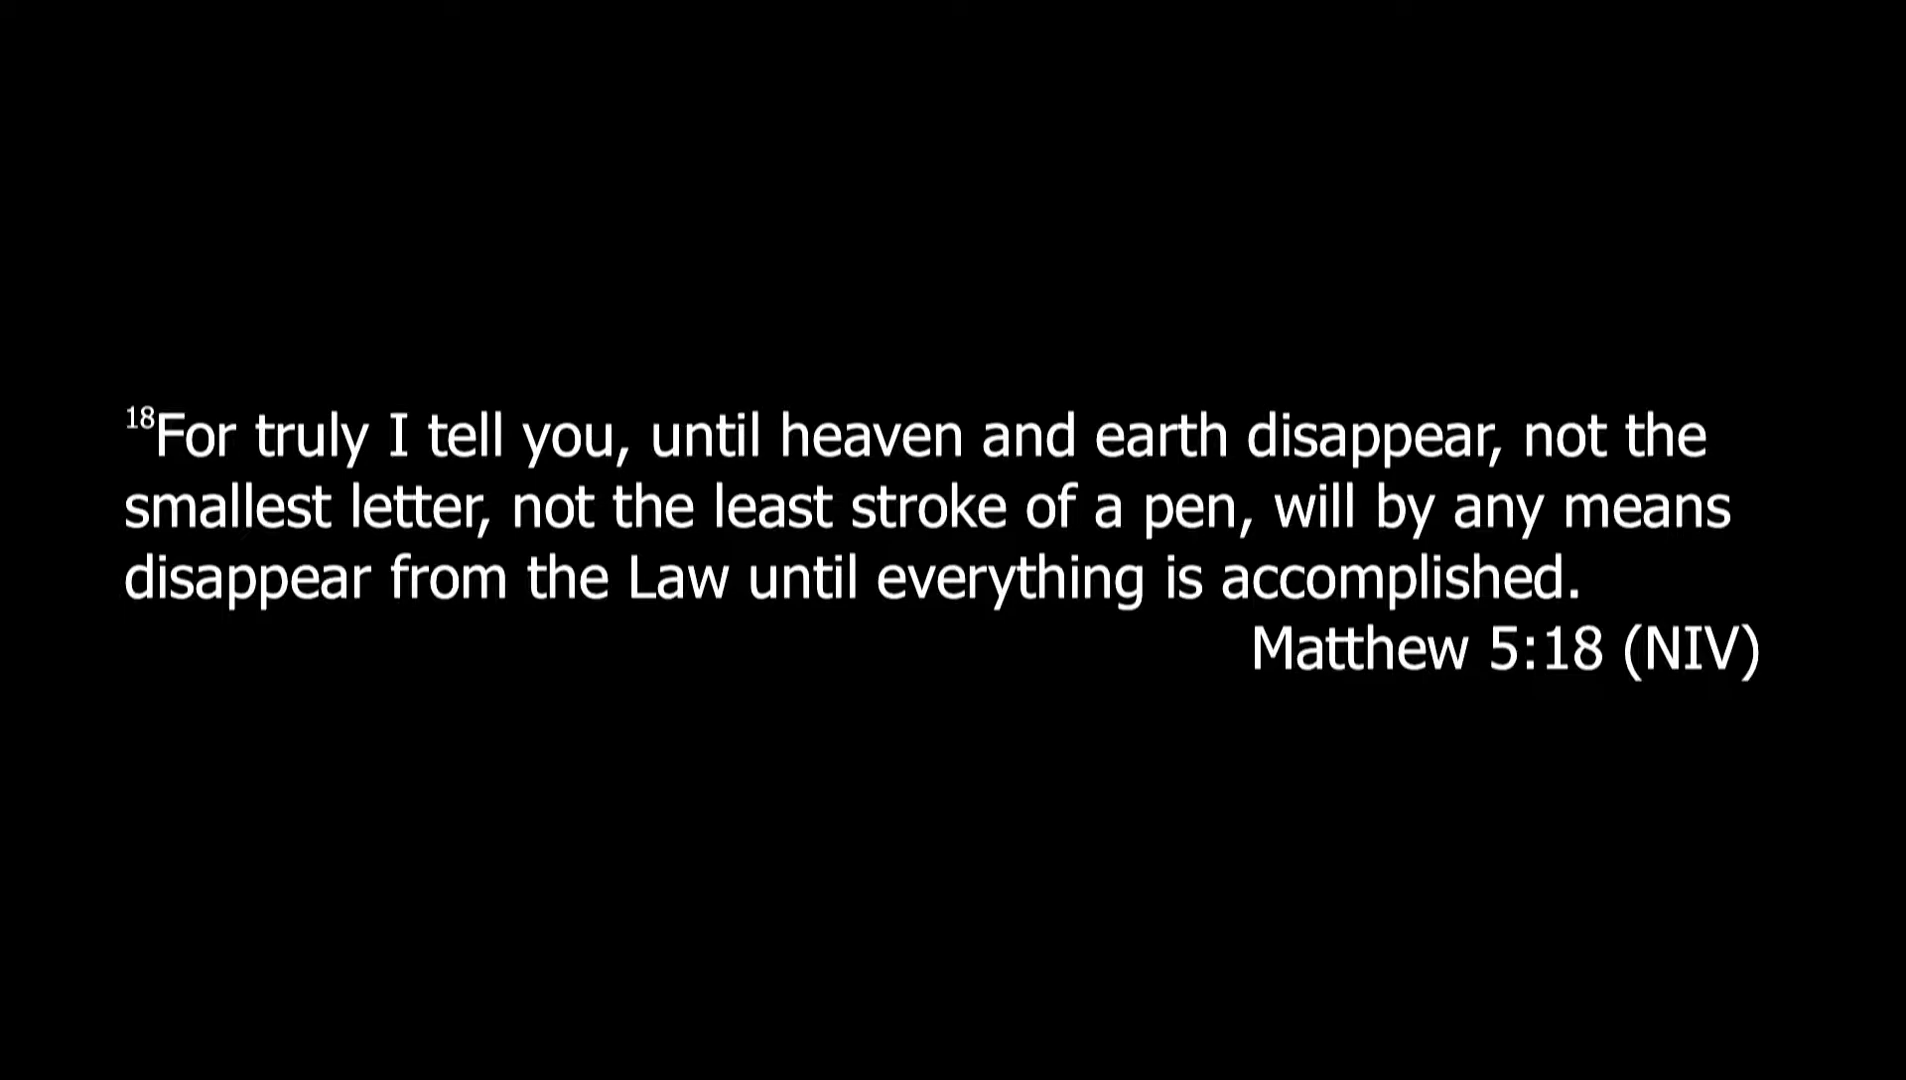 18For truly I tell you, until heaven and earth disappear, not the
smallest letter, not the least stroke of a pen, will by any means
disappear from the Law until everything is accomplished.
Matthew 5:18 (NIV)